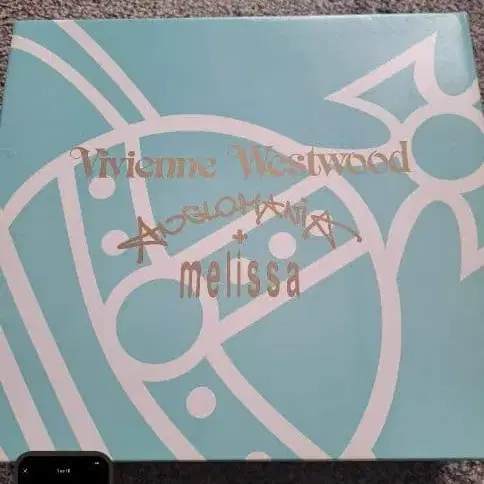 Vivienne Westwood
ANGLOMANiA
+
melissa